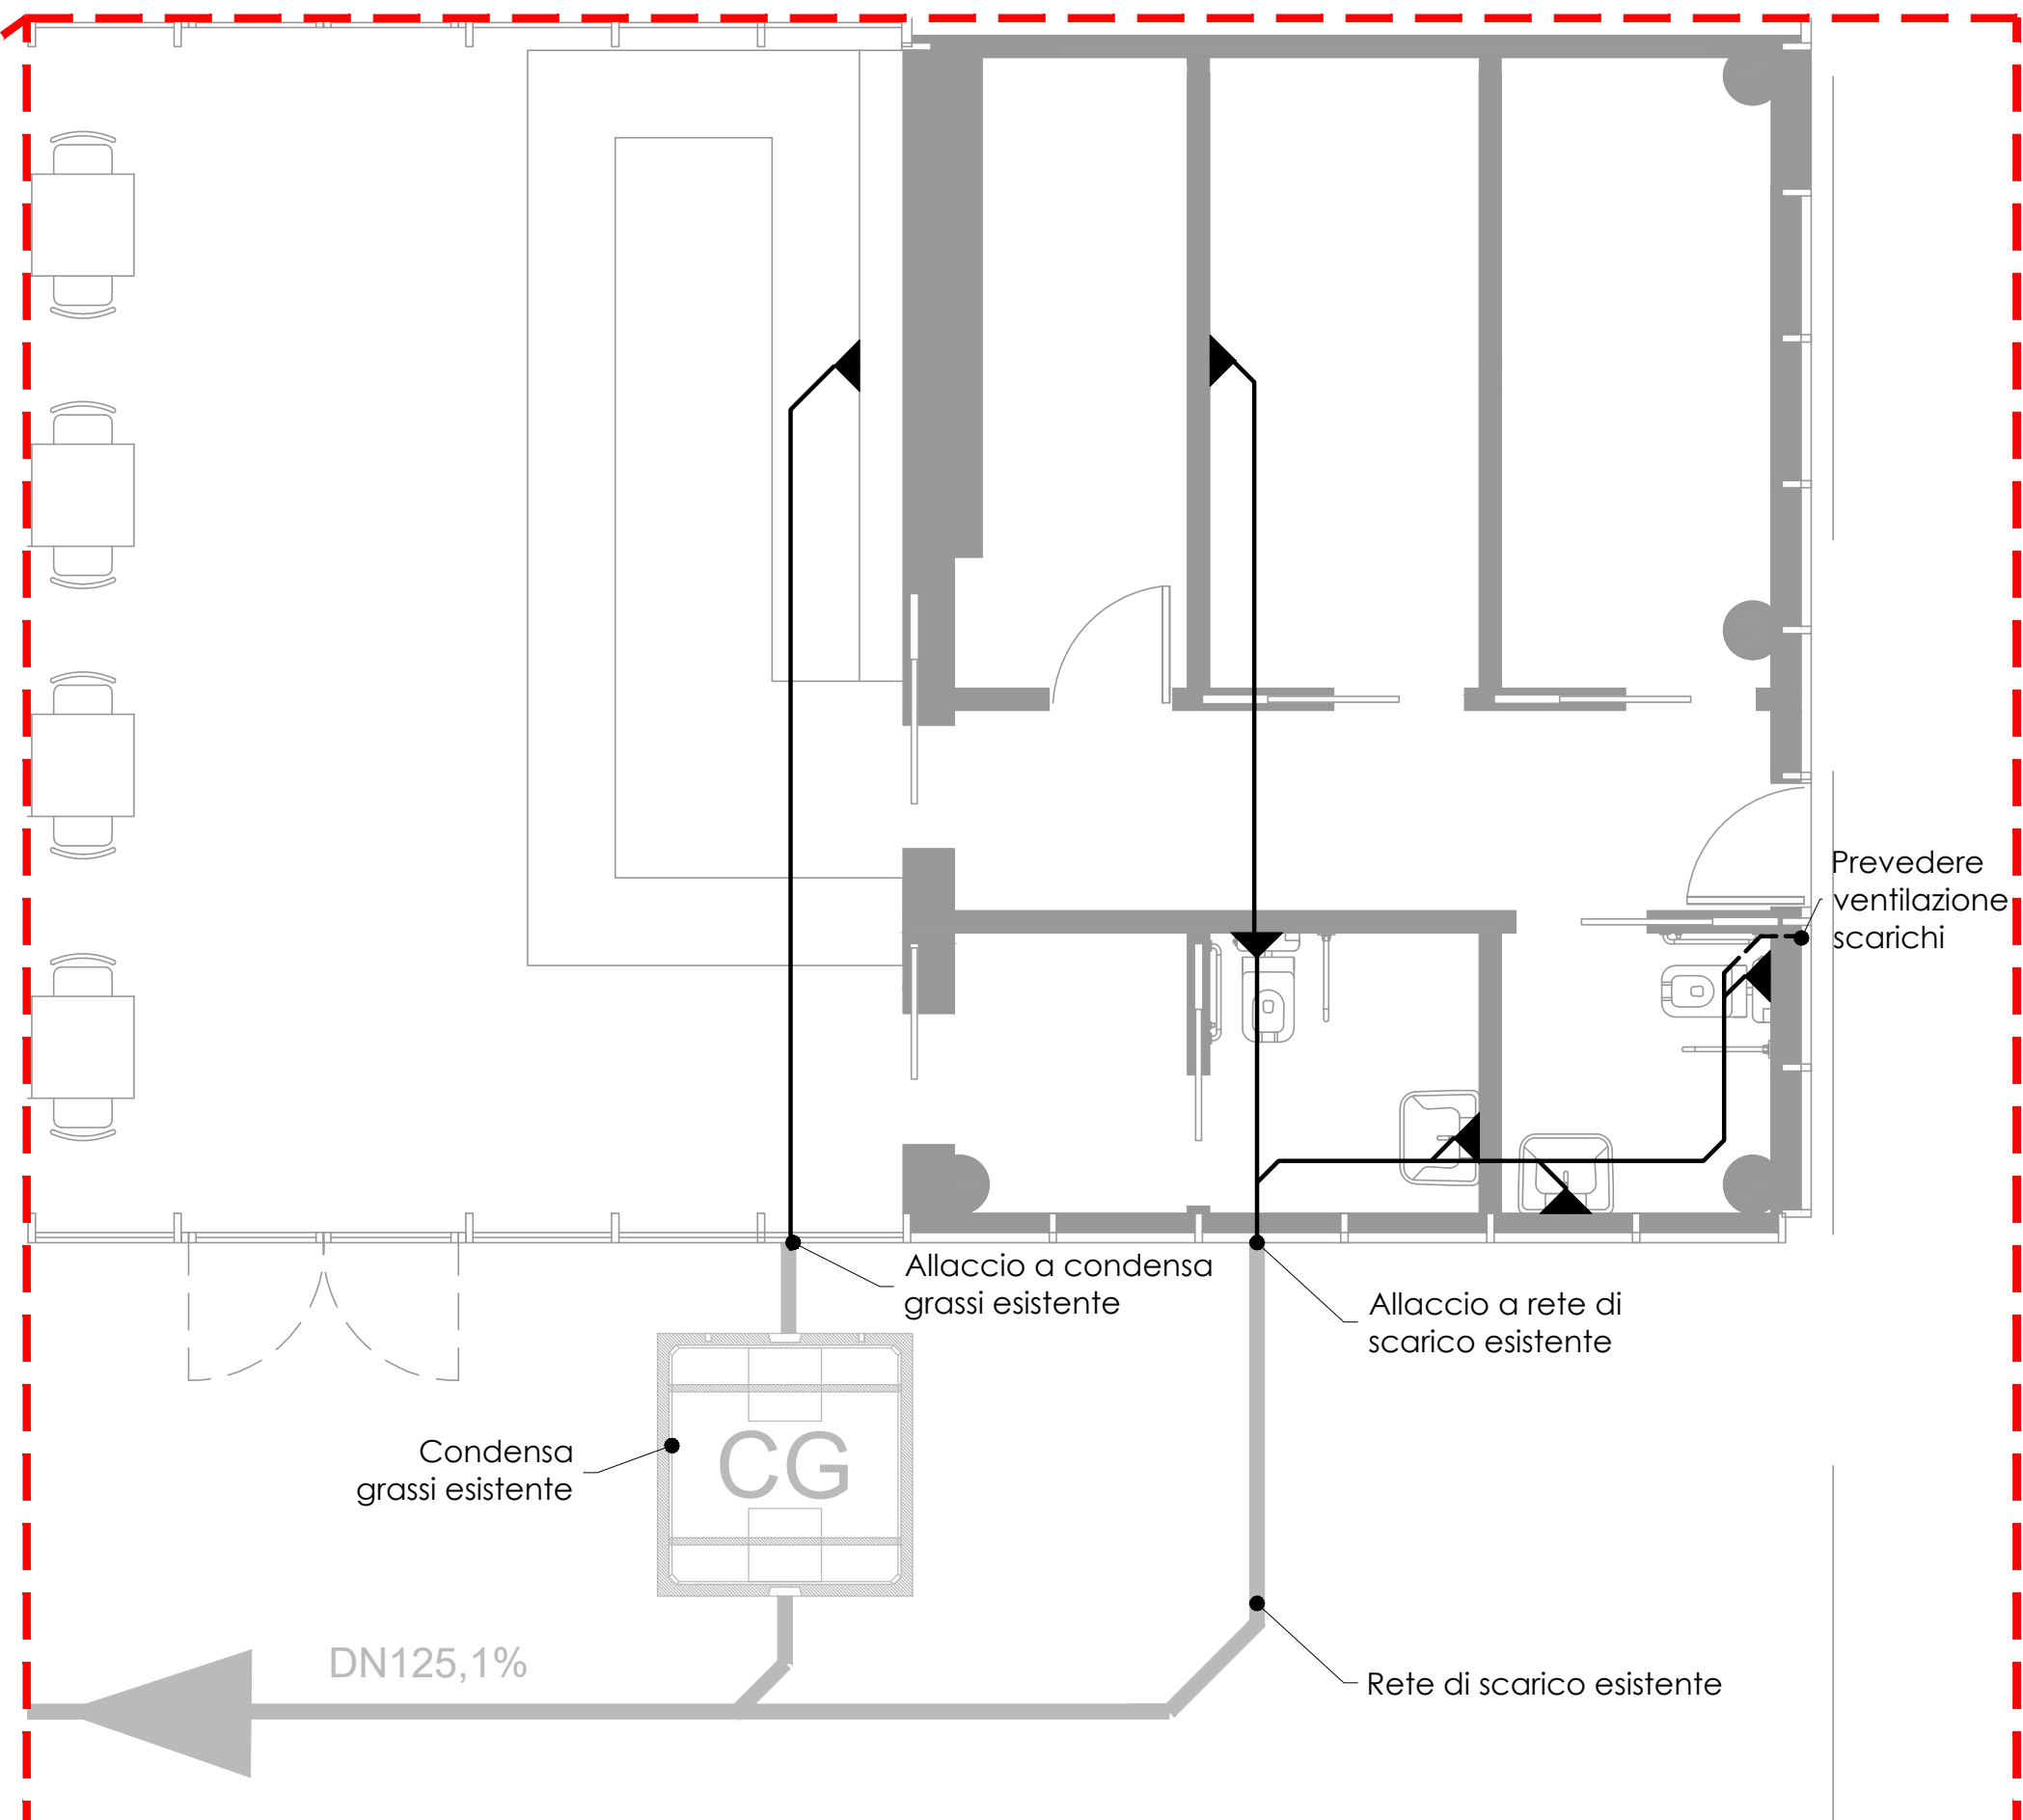 Prevedere
ventilazione
scarichi
Allaccio a condensa
grassi esistente
Allaccio a rete di
scarico esistente
Condensa
grassi esistente
CG
DN125,1%
Rete di scarico esistente